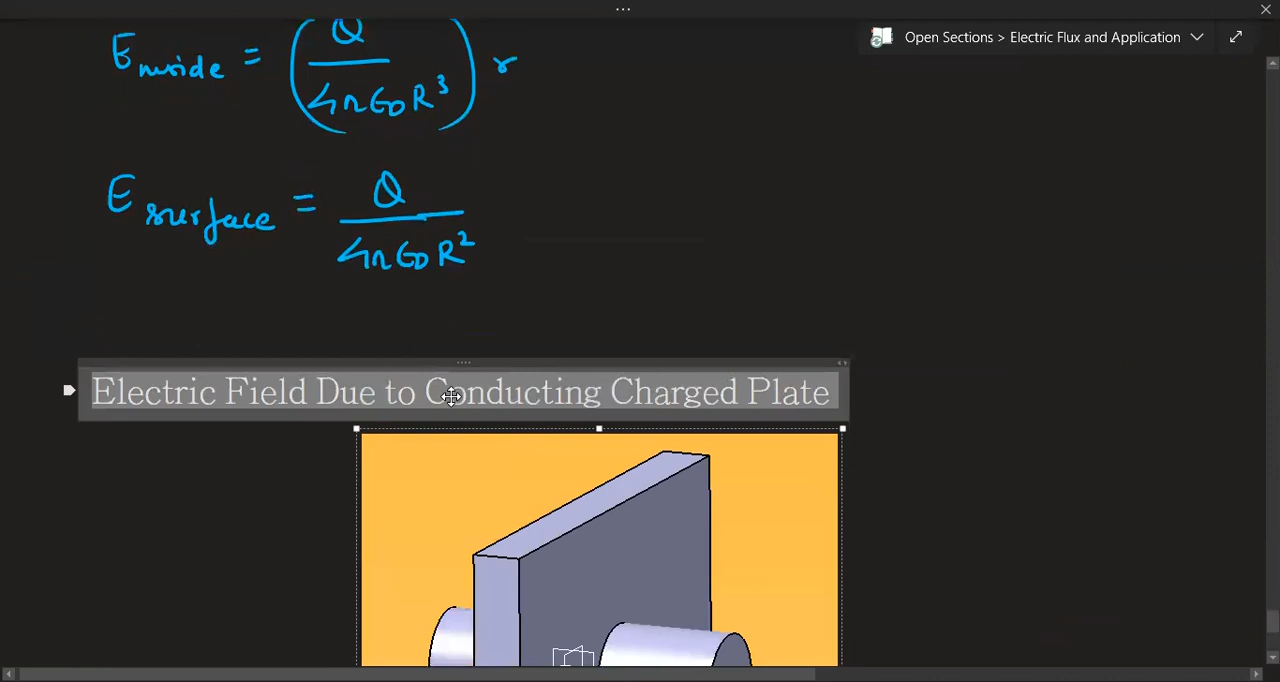 Open Sections > Electric Flux and Application
E inside = (Q / 4πϵ0R³) r
E surface = Q / 4πϵ0R²
Electric Field Due to Conducting Charged Plate